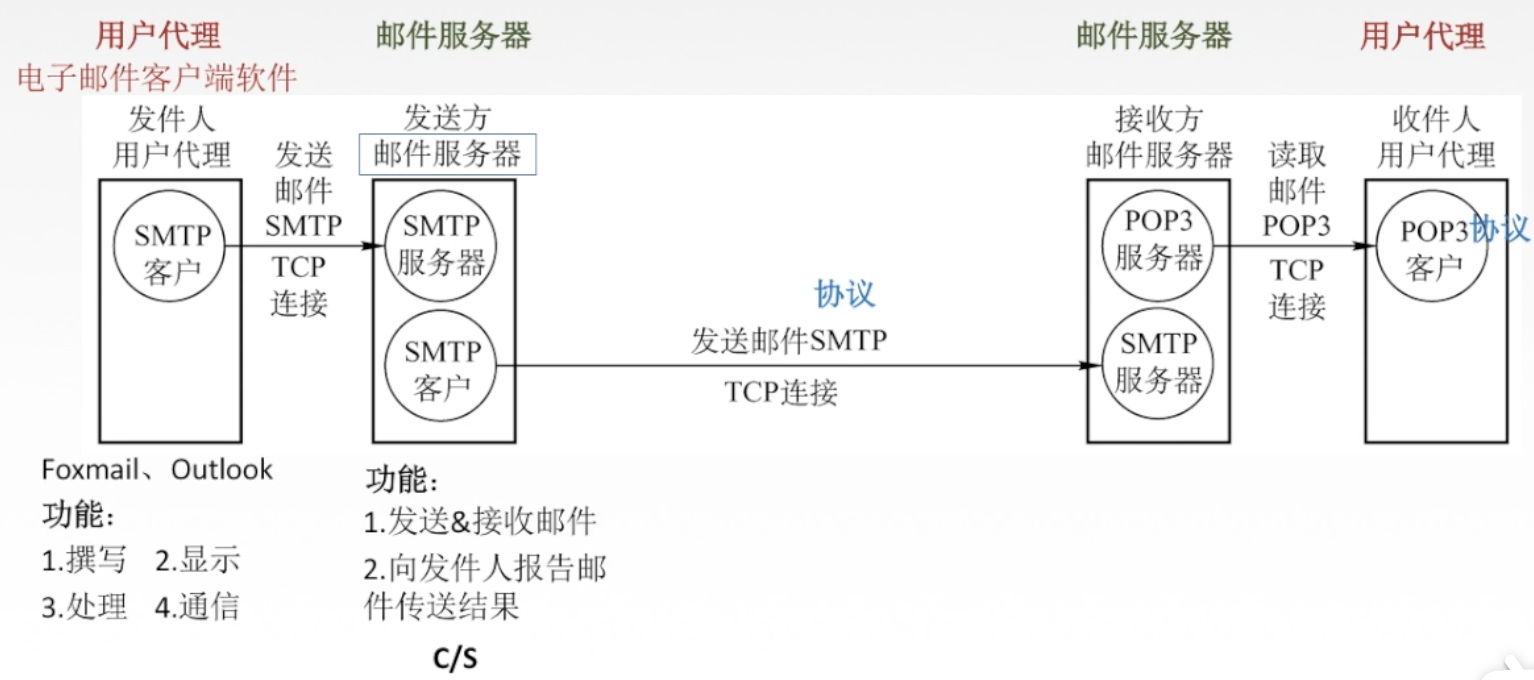 用户代理
邮件服务器
邮件服务器
用户代理
电子邮件客户端软件
发件人
用户代理
发送
邮件
SMTP
TCP
连接
发送方
邮件服务器
接收方
邮件服务器
读取
邮件
POP3
TCP
连接
收件人
用户代理
SMTP
客户
SMTP
服务器
SMTP
客户
协议
发送邮件SMTP
TCP连接
POP3
服务器
SMTP
服务器
POP3
客户
协议
Foxmail、Outlook
功能：
1.撰写 2.显示
3.处理 4.通信
功能：
1.发送&接收邮件
2.向发件人报告邮
件传送结果
C/S